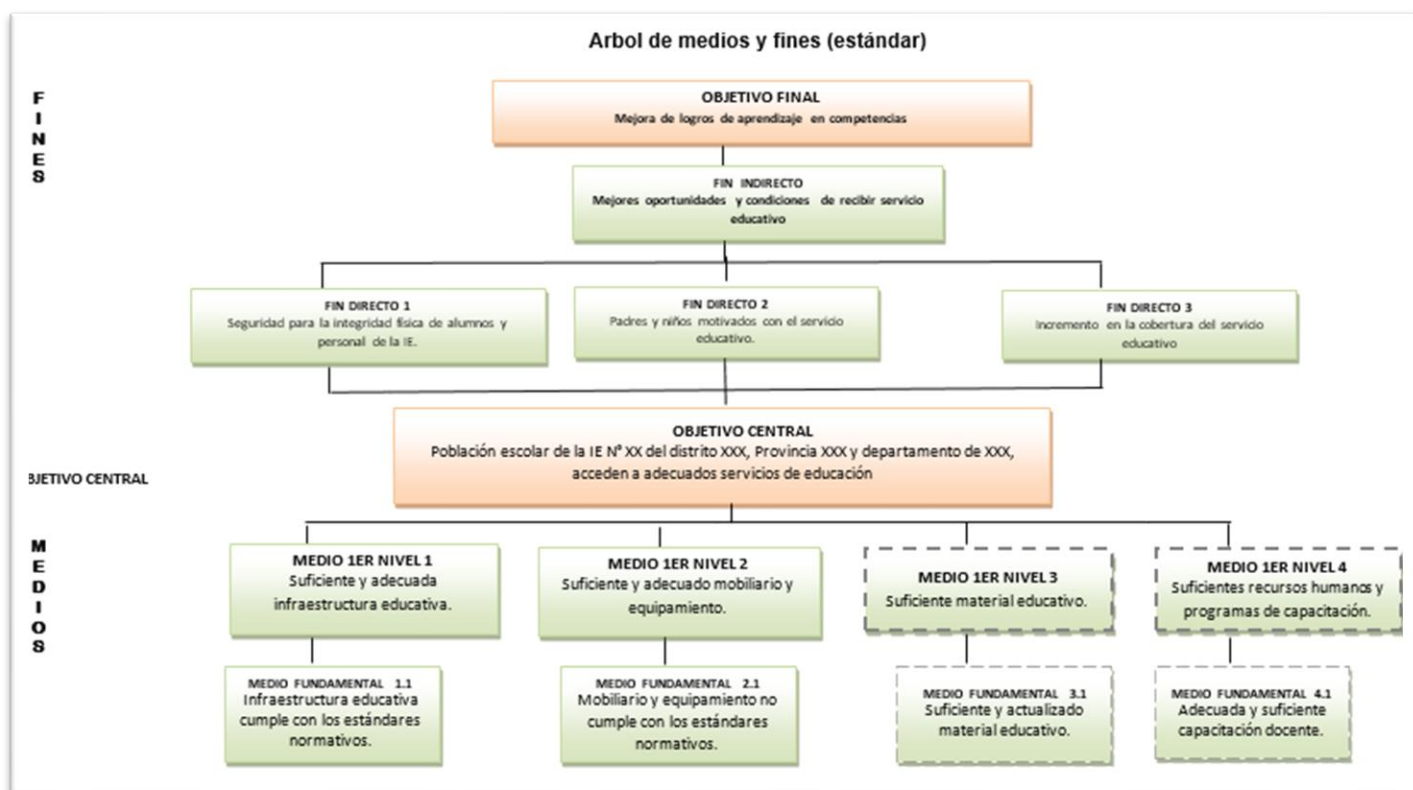 Arbol de medios y fines (estándar)
FINES
OBJETIVO FINAL
Mejora de logros de aprendizaje en competencias
FIN INDIRECTO
Mejores oportunidades y condiciones de recibir servicio
educativo
FIN DIRECTO 1
Seguridad para la integridad física de alumnos y
personal de la IE.
FIN DIRECTO 2
Padres y niños motivados con el servicio
educativo.
FIN DIRECTO 3
Incremento en la cobertura del servicio
educativo
OBJETIVO CENTRAL
Población escolar de la IE N° XX del distrito XXX, Provincia XXX y departamento de XXX,
acceden a adecuados servicios de educación
BJETIVO CENTRAL
MEDIOS
MEDIO 1ER NIVEL 1
Suficiente y adecuada
infraestructura educativa.
MEDIO 1ER NIVEL 2
Suficiente y adecuado mobiliario y
equipamiento.
MEDIO 1ER NIVEL 3
Suficiente material educativo.
MEDIO 1ER NIVEL 4
Suficientes recursos humanos y
programas de capacitación.
MEDIO FUNDAMENTAL 1.1
Infraestructura educativa
cumple con los estándares
normativos.
MEDIO FUNDAMENTAL 2.1
Mobiliario y equipamiento no
cumple con los estándares
normativos.
MEDIO FUNDAMENTAL 3.1
Suficiente y actualizado
material educativo.
MEDIO FUNDAMENTAL 4.1
Adecuada y suficiente
capacitación docente.